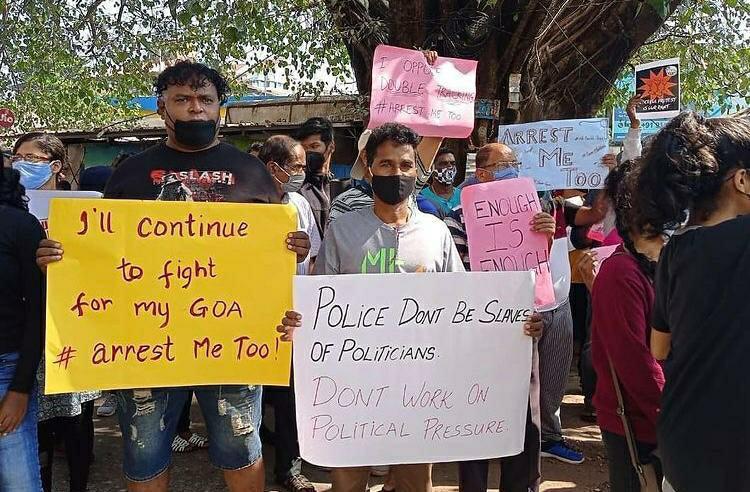 I OPPOSE
DOUBLE TRACKING
# ARREST ME TOO
ARREST
ME
TOO
ENOUGH
IS
ENOUGH
SLASH
I'll continue
to fight
for my GOA
# arrest Me Too!
POLICE DONT BE SLAVES
OF POLITICIANS.
DONT WORK ON
POLITICAL PRESSURE.